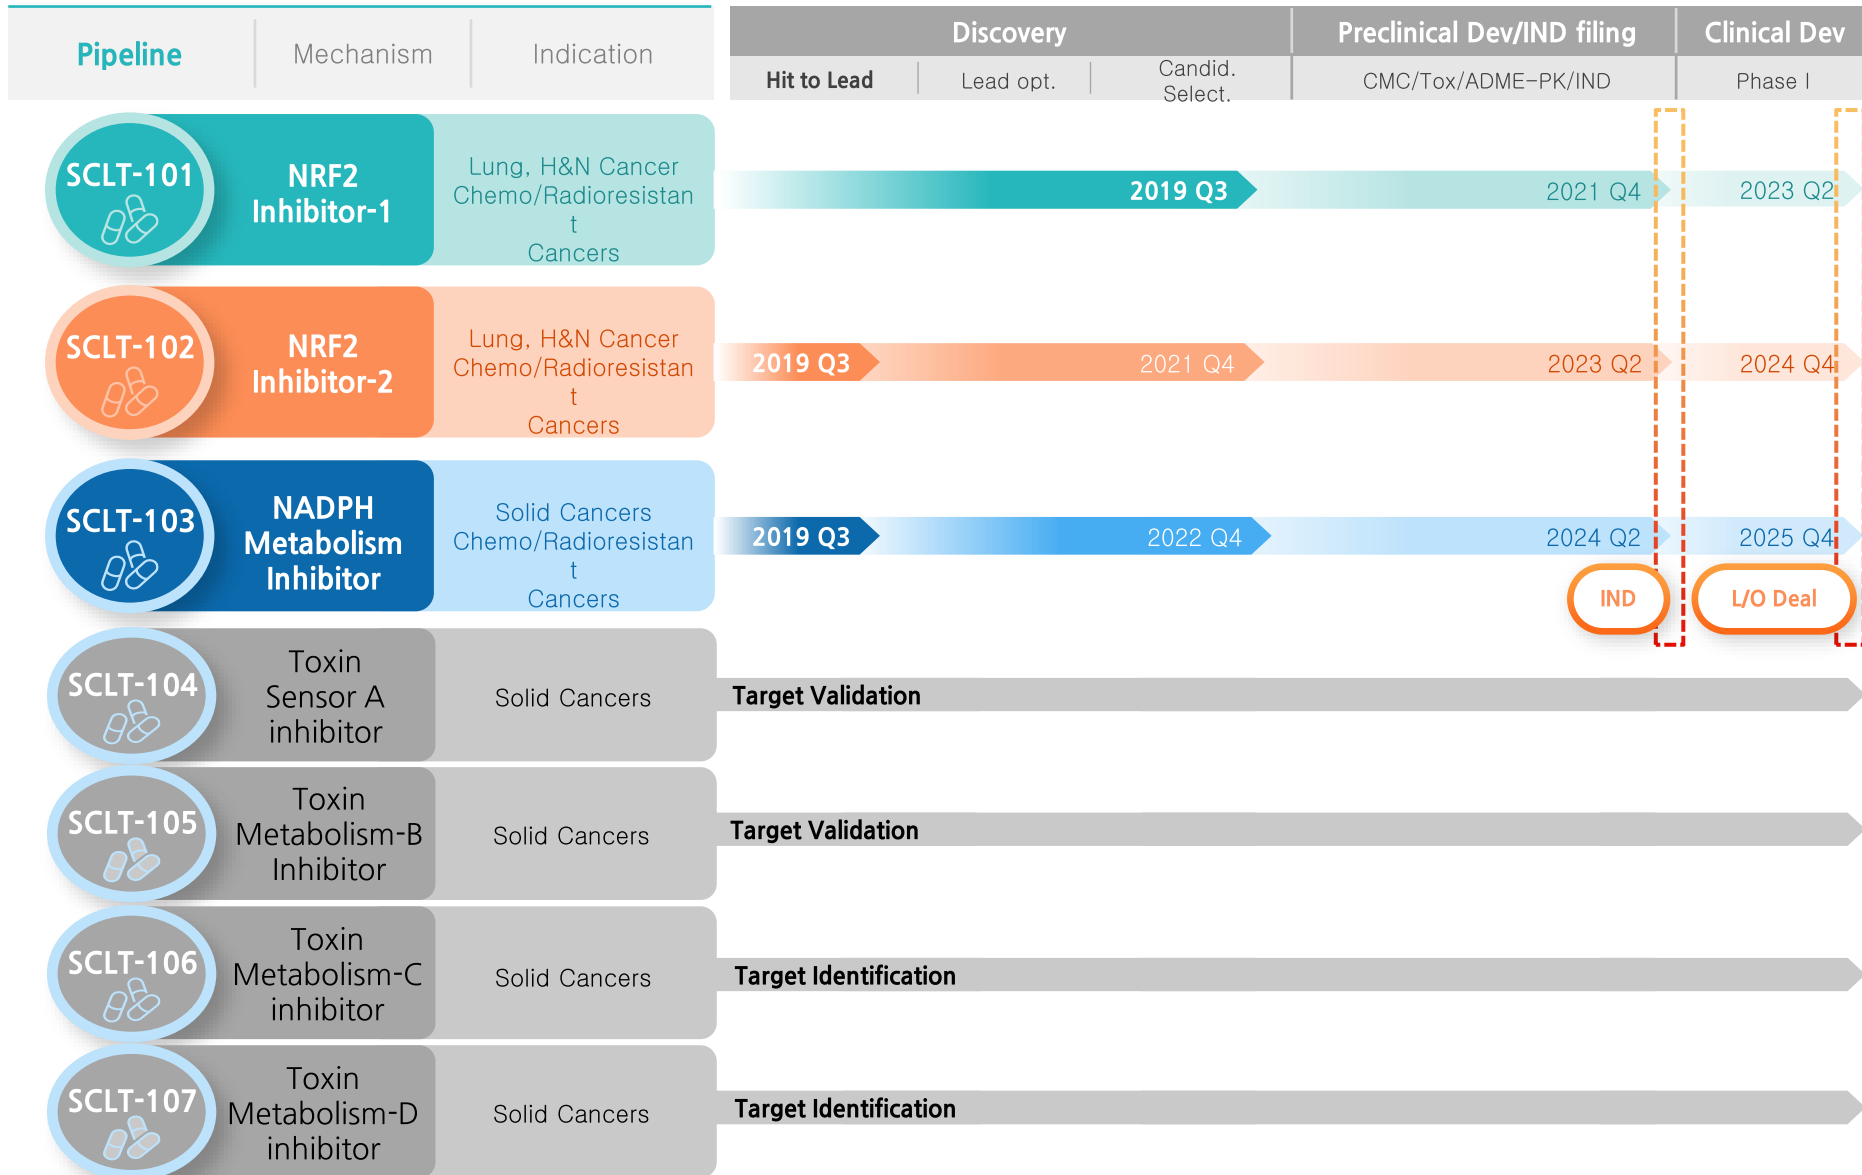 Pipeline
Mechanism
Indication
Discovery
Preclinical Dev/IND filing
Clinical Dev
Hit to Lead
Lead opt.
Candid.
Select.
CMC/Tox/ADME-PK/IND
Phase I
SCLT-101
NRF2
Inhibitor-1
Lung, H&N Cancer
Chemo/Radioresistan
t
Cancers
2019 Q3
2021 Q4
2023 Q2
SCLT-102
NRF2
Inhibitor-2
Lung, H&N Cancer
Chemo/Radioresistan
t
Cancers
2019 Q3
2021 Q4
2023 Q2
2024 Q4
SCLT-103
NADPH
Metabolism
Inhibitor
Solid Cancers
Chemo/Radioresistan
t
Cancers
2019 Q3
2022 Q4
2024 Q2
2025 Q4
IND
L/O Deal
SCLT-104
Toxin
Sensor A
inhibitor
Solid Cancers
Target Validation
SCLT-105
Toxin
Metabolism-B
Inhibitor
Solid Cancers
Target Validation
SCLT-106
Toxin
Metabolism-C
inhibitor
Solid Cancers
Target Identification
SCLT-107
Toxin
Metabolism-D
inhibitor
Solid Cancers
Target Identification